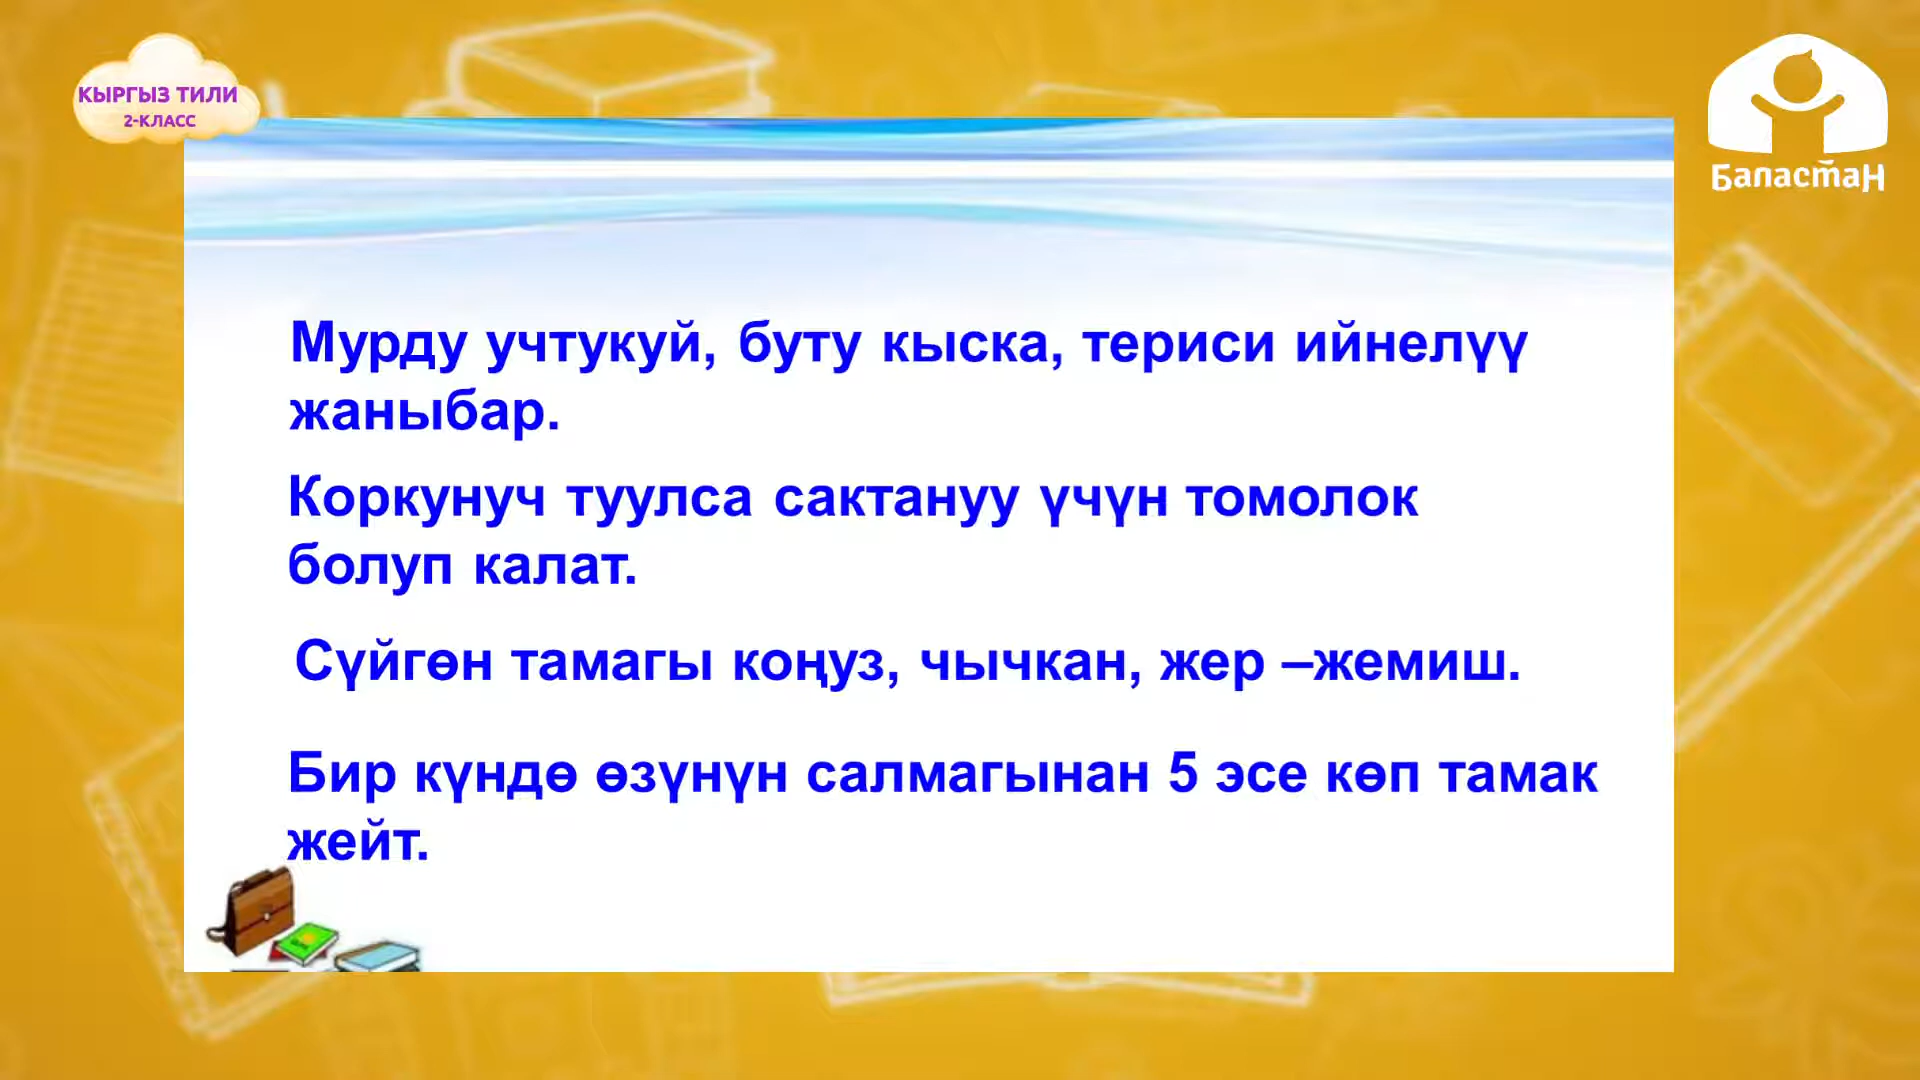 КЫРГЫЗ ТИЛИ
2-КЛАСС
Баластан
Мурду учтукуй, буту кыска, териси ийнелүү
жаныбар.
Коркунуч туулса сактануу үчүн томолок
болуп калат.
Сүйгөн тамагы коңуз, чычкан, жер –жемиш.
Бир күндө өзүнүн салмагынан 5 эсе көп тамак
жейт.